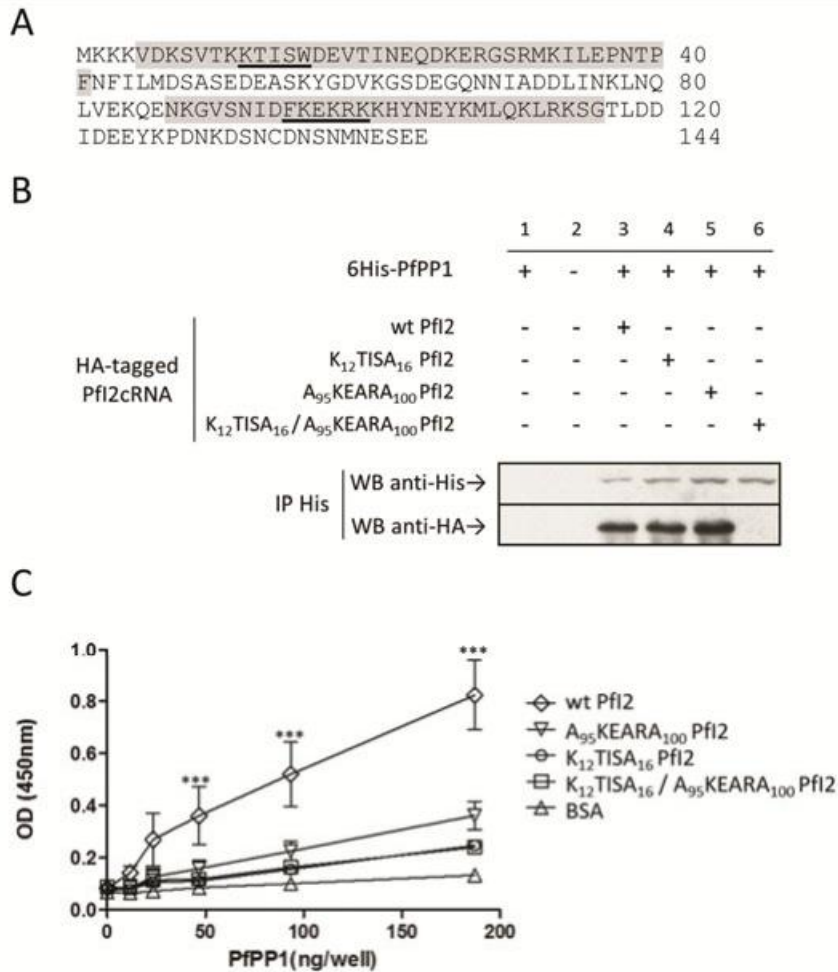 A
MKKKVDKSVTKKTISWDEVTINEQDKERGSRMKILEPNTP 40
FNFILMDSASEDEASKYGDVKGSDEGQNNIADDLINKLNQ 80
LVEKQENKGVSNIDFKEKRKKHYNEYKMLQKLRKSGTLDD 120
IDEEYKPDNKDSNCDNSNMNESEE 144
B
1 2 3 4 5 6
6His-PfPP1 + - + + + +
HA-tagged PfI2cRNA
wt PfI2 - - + - - -
K₁₂TISA₁₆ PfI2 - - - + - -
A₉₅KEARA₁₀₀ PfI2 - - - - + -
K₁₂TISA₁₆/A₉₅KEARA₁₀₀ PfI2 - - - - - +
IP His
WB anti-His→
WB anti-HA→
C
OD (450nm)
1.0
0.8
0.6
0.4
0.2
0.0
*** *** ***
0 50 100 150 200
PfPP1(ng/well)
wt PfI2
A₉₅KEARA₁₀₀ PfI2
K₁₂TISA₁₆ PfI2
K₁₂TISA₁₆ / A₉₅KEARA₁₀₀ PfI2
BSA